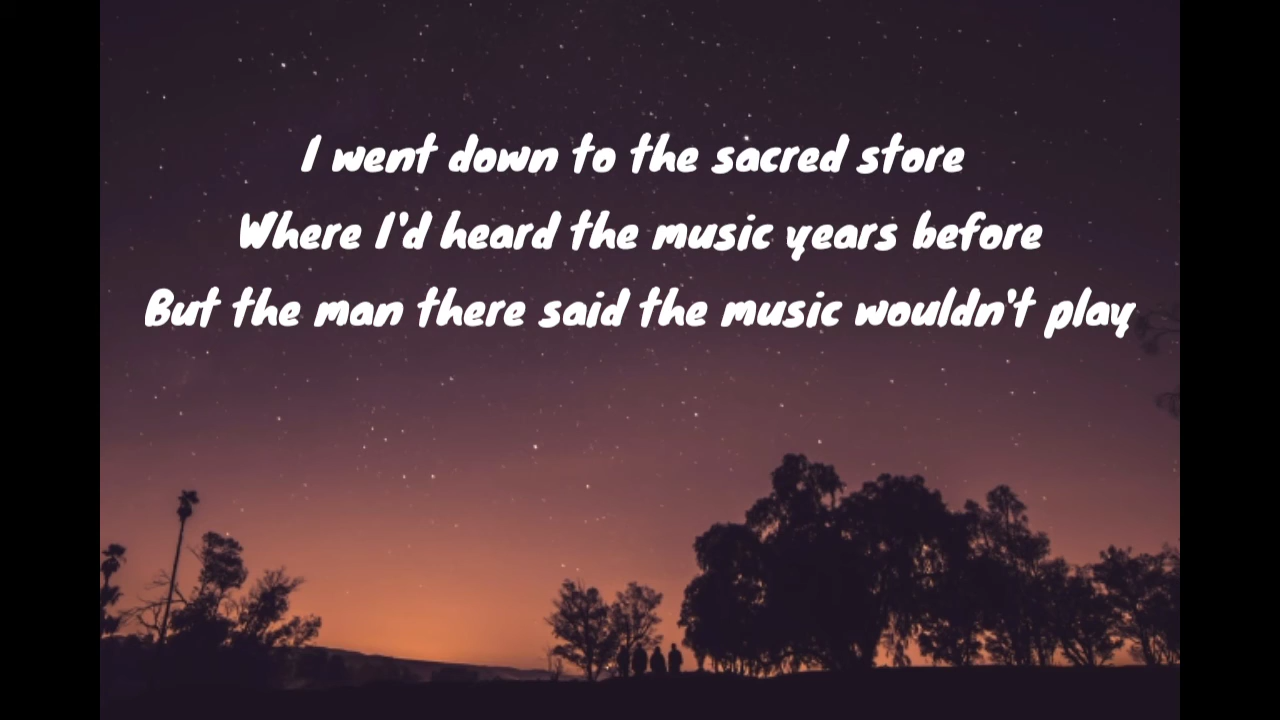 I went down to the sacred store
Where I'd heard the music years before
But the man there said the music wouldn't play